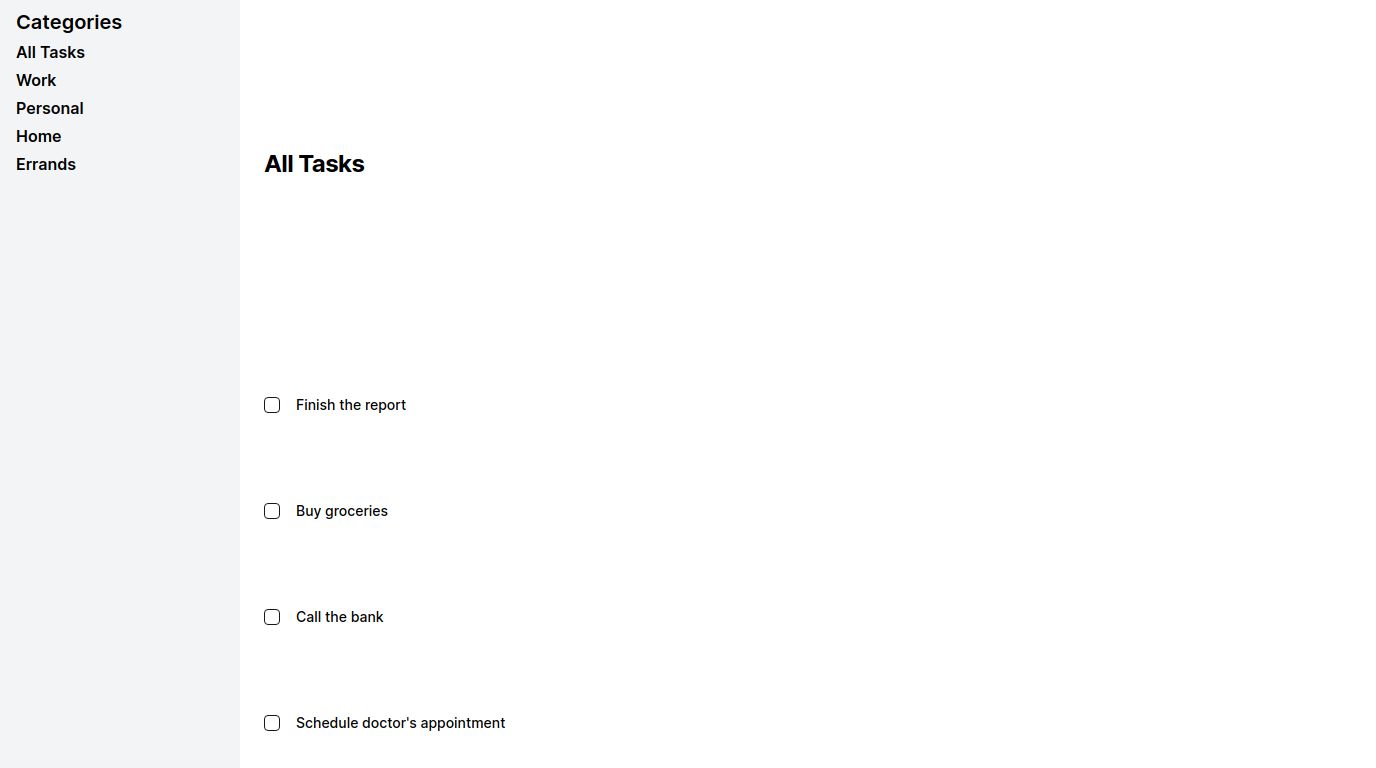 Categories
All Tasks
Work
Personal
Home
Errands
All Tasks
Finish the report
Buy groceries
Call the bank
Schedule doctor's appointment